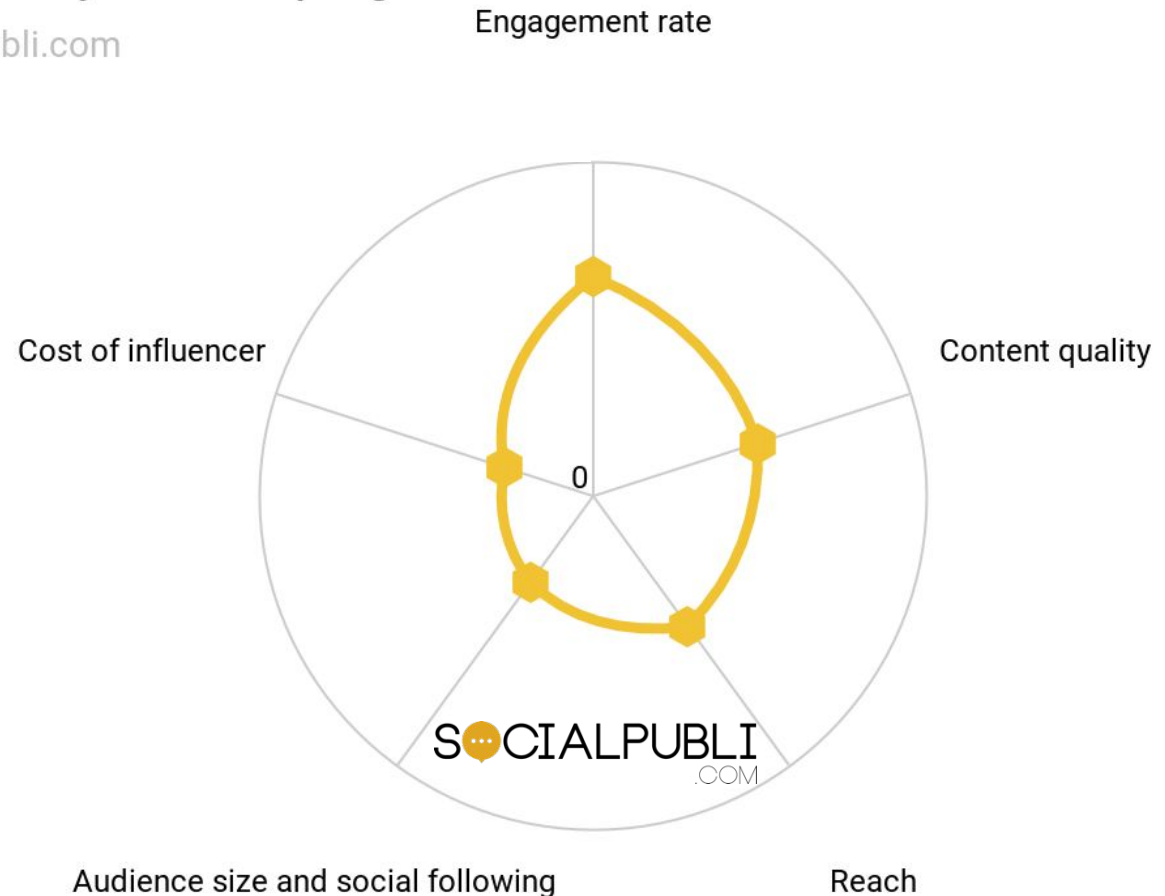 bli.com
Engagement rate
Cost of influencer
Content quality
0
SOCIALPUBLI
.COM
Audience size and social following
Reach